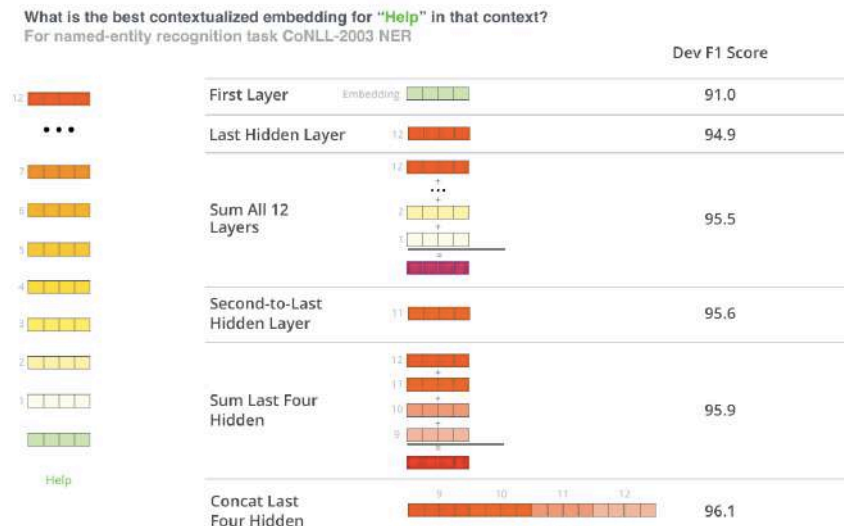 What is the best contextualized embedding for “Help” in that context?
For named-entity recognition task CoNLL-2003 NER
Dev F1 Score
12
First Layer Embedding 91.0
•••
Last Hidden Layer 12 94.9
7
6
5
4
3
2
1
Help
Sum All 12
Layers
12
+
...
+
2
+
1
=
95.5
Second-to-Last
Hidden Layer
11
95.6
Sum Last Four
Hidden
12
+
11
+
10
+
9
=
95.9
Concat Last
Four Hidden
9 10 11 12
96.1